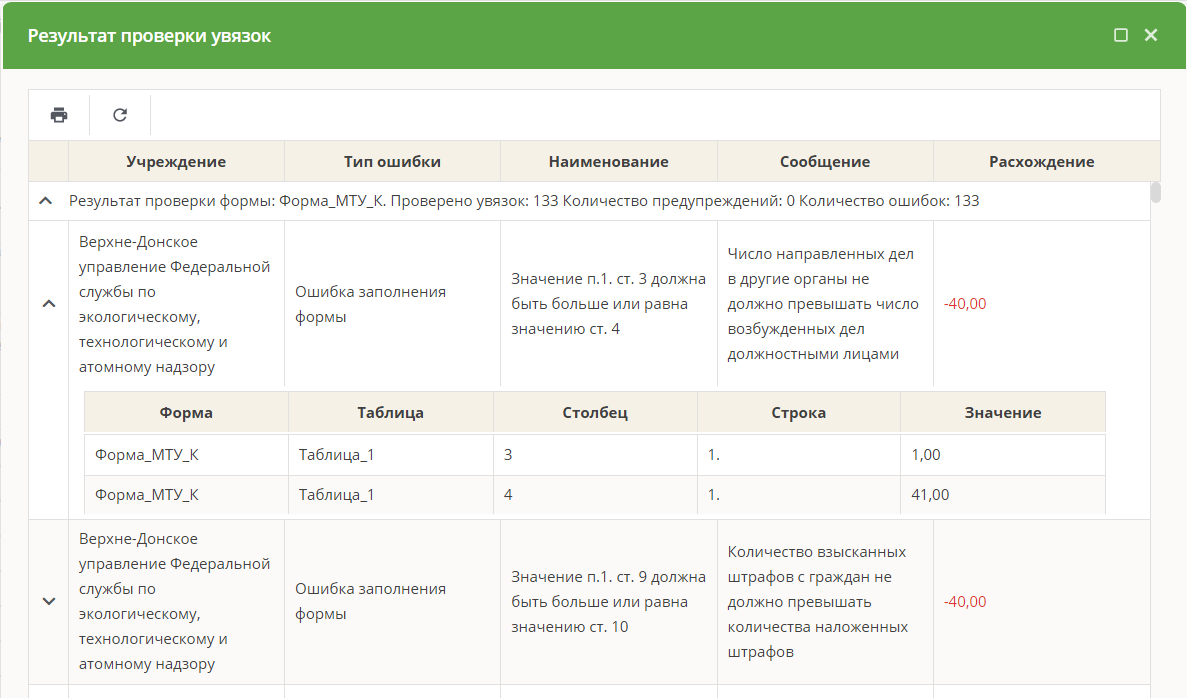 Результат проверки увязок
Учреждение Тип ошибки Наименование Сообщение Расхождение
Результат проверки формы: Форма_МТУ_К. Проверено увязок: 133 Количество предупреждений: 0 Количество ошибок: 133
Верхне-Донское
управление Федеральной
службы по
экологическому,
технологическому и
атомному надзору
Ошибка заполнения
формы
Значение п.1. ст. 3 должна
быть больше или равна
значению ст. 4
Число направленных дел
в другие органы не
должно превышать число
возбужденных дел
должностными лицами
-40,00
Форма Таблица Столбец Строка Значение
Форма_МТУ_К Таблица_1 3 1. 1,00
Форма_МТУ_К Таблица_1 4 1. 41,00
Верхне-Донское
управление Федеральной
службы по
экологическому,
технологическому и
атомному надзору
Ошибка заполнения
формы
Значение п.1. ст. 9 должна
быть больше или равна
значению ст. 10
Количество взысканных
штрафов с граждан не
должно превышать
количества наложенных
штрафов
-40,00